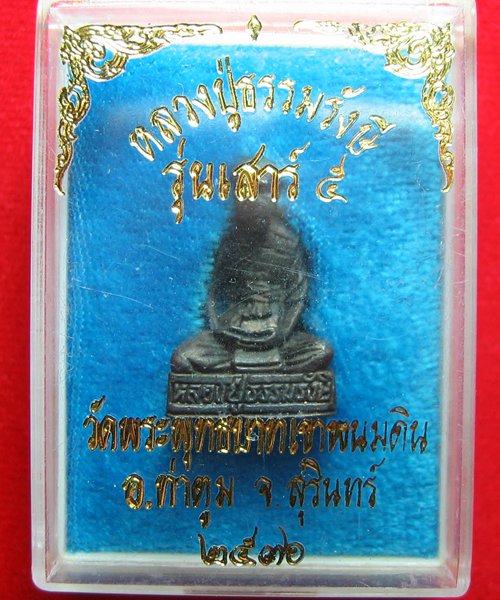 หลวงปู่ธรรมรังษี
รุ่นเสาร์ ๕
หลวงปู่ธรรมรังษี
วัดพระพุทธบาทเขาพนมดิน
อ.ท่าตูม จ.สุรินทร์
๒๕๓๖